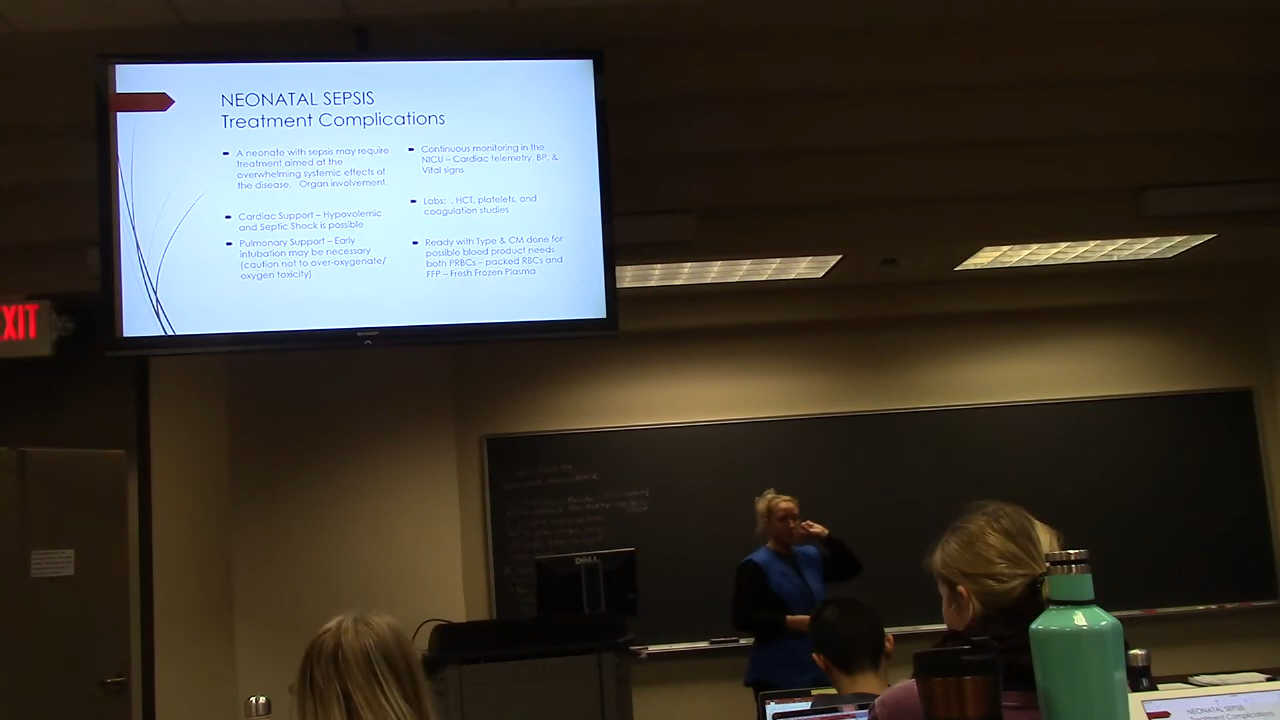 NEONATAL SEPSIS
Treatment Complications
A neonate with sepsis may require
treatment aimed at the
overwhelming systemic effects of
the disease. Organ involvement.
Cardiac Support – Hypovolemic
and Septic Shock is possible
Pulmonary Support – Early
intubation may be necessary
(caution not to over-oxygenate/
oxygen toxicity)
Continuous monitoring in the
NICU – Cardiac telemetry, BP, &
Vital signs
Labs: , HCT, platelets, and
coagulation studies
Ready with Type & CM done for
possible blood product needs
both PRBCs – packed RBCs and
FFP – Fresh Frozen Plasma
SHARP
EXIT
DELL
NEONATAL SEPSIS
Treatment Complications